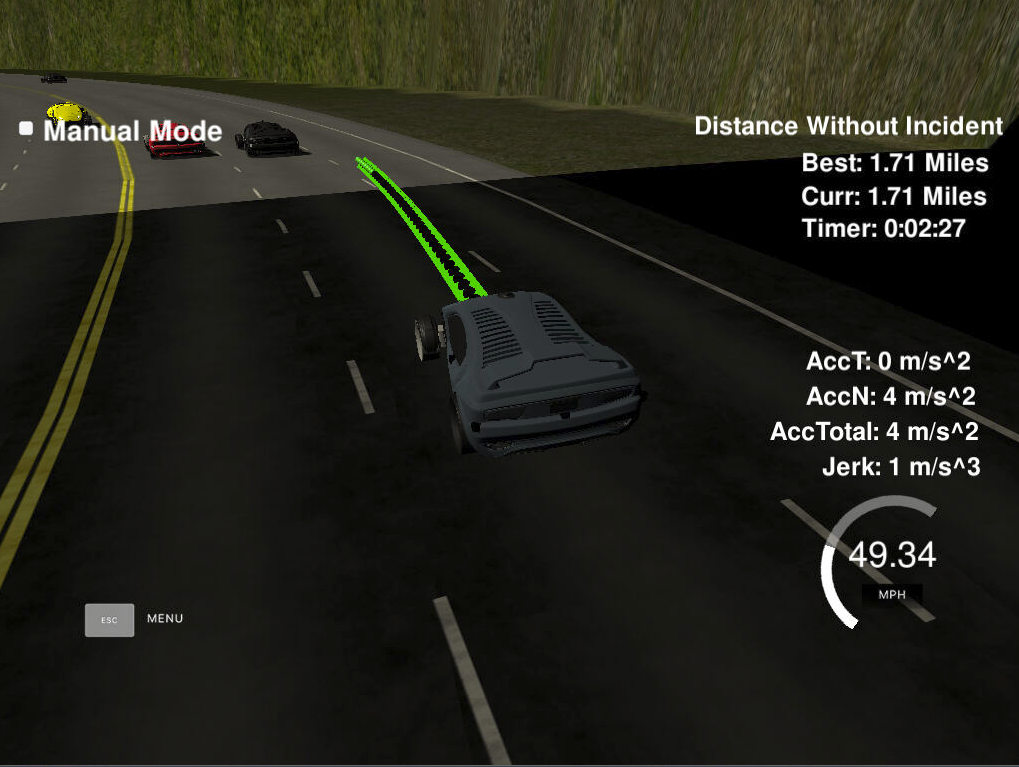 Manual Mode
Distance Without Incident
Best: 1.71 Miles
Curr: 1.71 Miles
Timer: 0:02:27
AccT: 0 m/s^2
AccN: 4 m/s^2
AccTotal: 4 m/s^2
Jerk: 1 m/s^3
49.34
MPH
ESC MENU